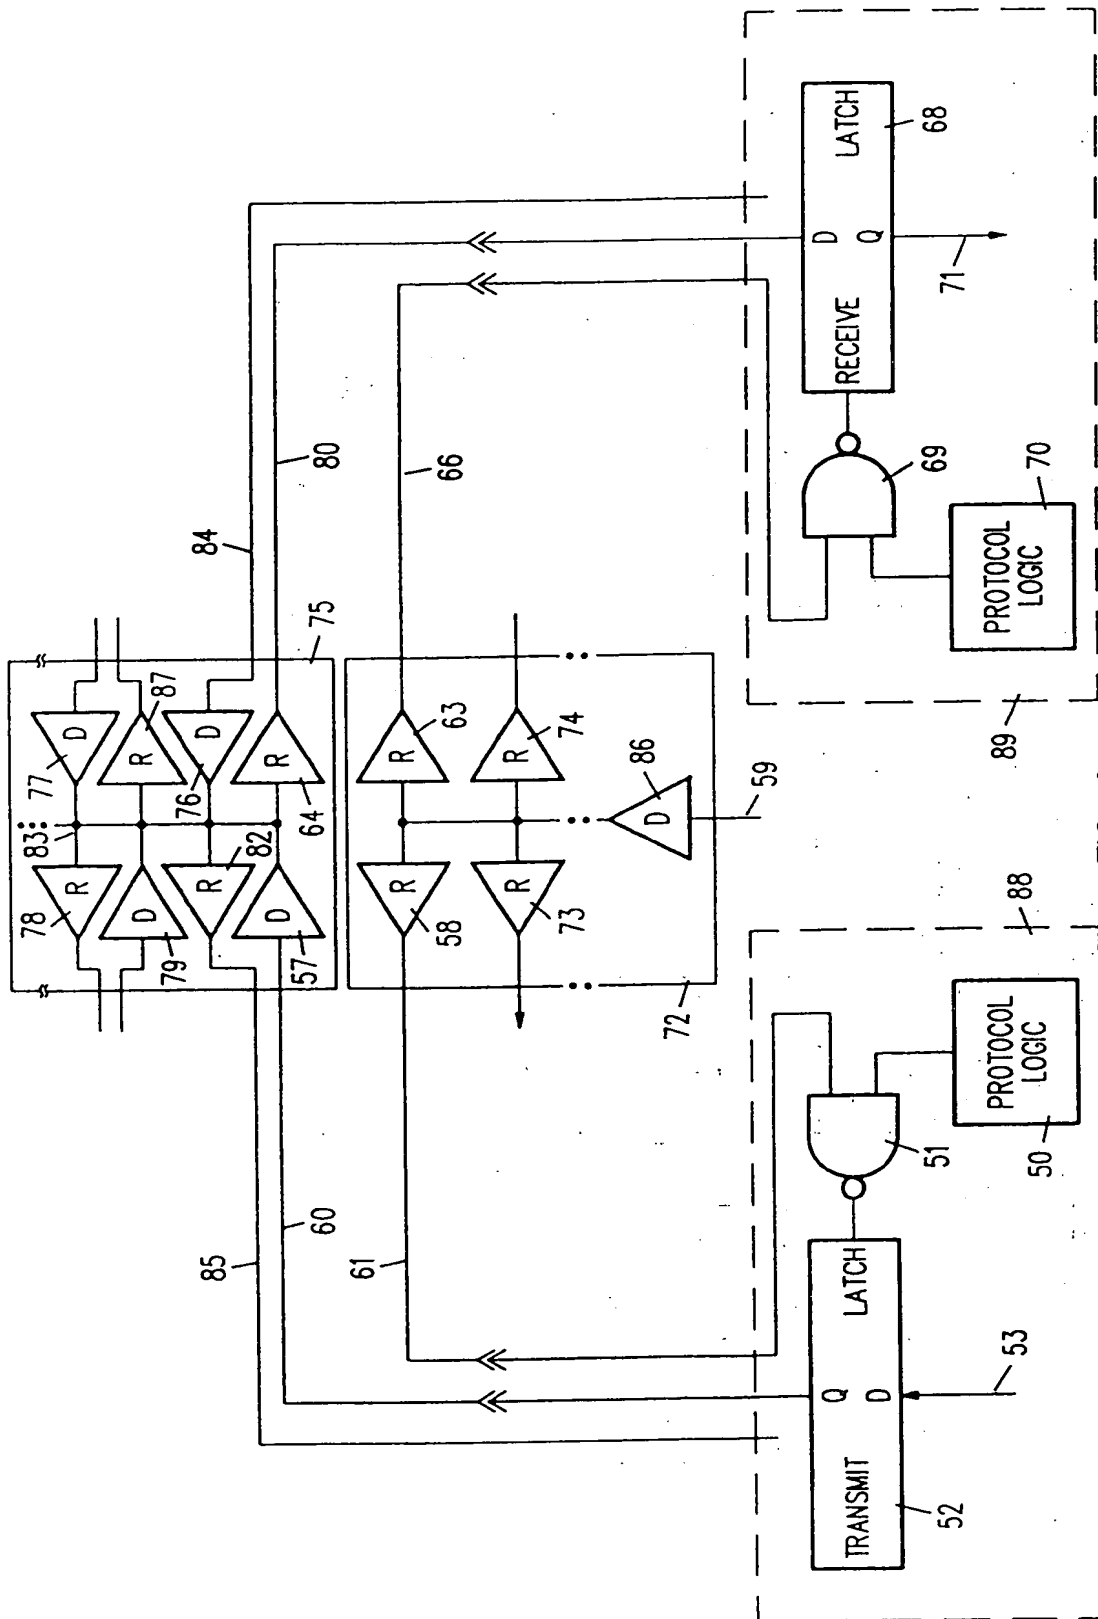 83
77
D
78
R
87
R
79
D
76
D
82
R
64
R
57
D
75
84
80
66
85
60
61
R
63
R
58
R
74
R
73
D
86
59
72
D
Q
RECEIVE LATCH
68
71
69
PROTOCOL
LOGIC
70
89
88
Q
D
TRANSMIT LATCH
52
53
51
PROTOCOL
LOGIC
50